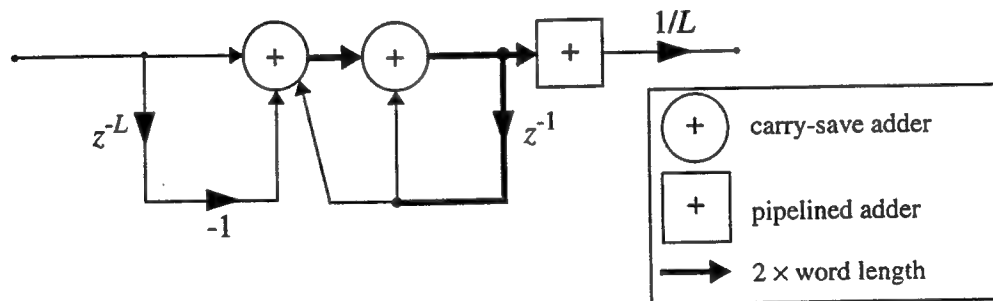 1/L
+
+
+
z^-L
z^-1
-1
+
carry-save adder
+
pipelined adder
2 × word length